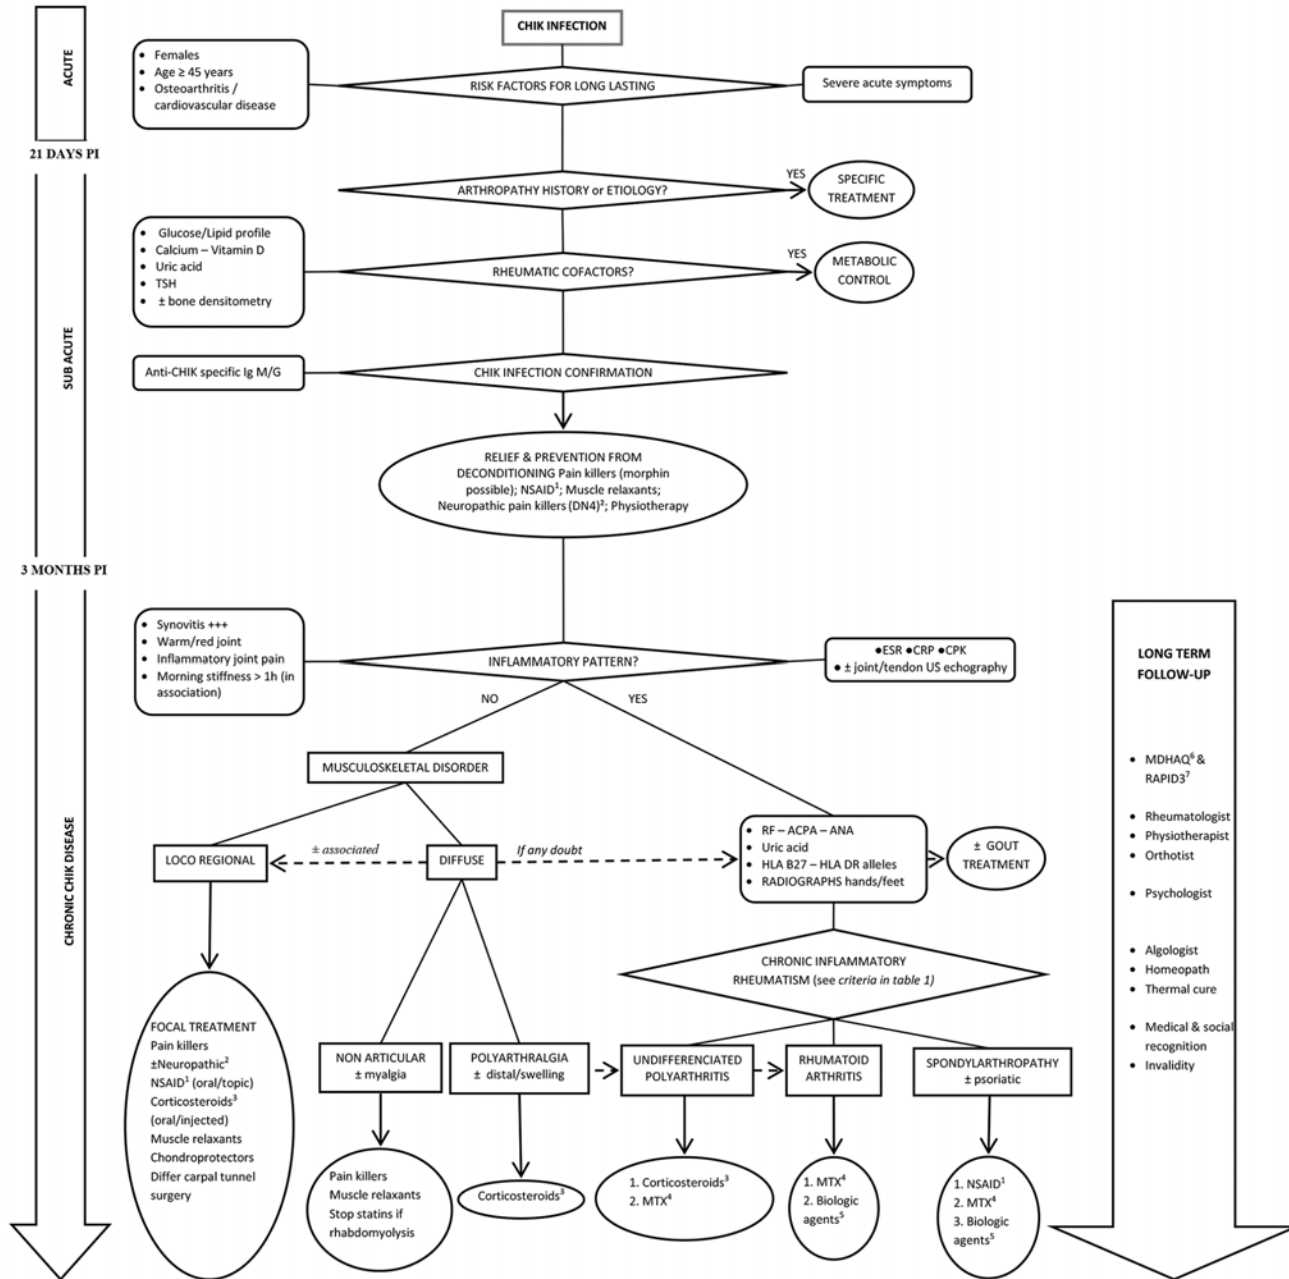 CHIK INFECTION
ACUTE
• Females
• Age ≥ 45 years
• Osteoarthritis /
cardiovascular disease
RISK FACTORS FOR LONG LASTING
Severe acute symptoms
21 DAYS PI
SUB ACUTE
ARTHROPATHY HISTORY or ETIOLOGY?
YES
SPECIFIC
TREATMENT
• Glucose/Lipid profile
• Calcium – Vitamin D
• Uric acid
• TSH
• ± bone densitometry
RHEUMATIC COFACTORS?
YES
METABOLIC
CONTROL
Anti-CHIK specific Ig M/G
CHIK INFECTION CONFIRMATION
RELIEF & PREVENTION FROM
DECONDITIONING Pain killers (morphin
possible); NSAID¹; Muscle relaxants;
Neuropathic pain killers (DN4)²; Physiotherapy
3 MONTHS PI
CHRONIC CHIK DISEASE
• Synovitis +++
• Warm/red joint
• Inflammatory joint pain
• Morning stiffness > 1h (in
association)
INFLAMMATORY PATTERN?
●ESR ●CRP ●CPK
● ± joint/tendon US echography
NO
YES
MUSCULOSKELETAL DISORDER
LOCO REGIONAL
± associated
DIFFUSE
If any doubt
• RF – ACPA – ANA
• Uric acid
• HLA B27 – HLA DR alleles
• RADIOGRAPHS hands/feet
± GOUT
TREATMENT
CHRONIC INFLAMMATORY
RHEUMATISM (see criteria in table 1)
FOCAL TREATMENT
Pain killers
±Neuropathic²
NSAID¹ (oral/topic)
Corticosteroids³
(oral/injected)
Muscle relaxants
Chondroprotectors
Differ carpal tunnel
surgery
NON ARTICULAR
± myalgia
POLYARTHRALGIA
± distal/swelling
UNDIFFERENCIATED
POLYARTHRITIS
RHUMATOID
ARTHRITIS
SPONDYLARTHROPATHY
± psoriatic
Pain killers
Muscle relaxants
Stop statins if
rhabdomyolysis
Corticosteroids³
1. Corticosteroids³
2. MTX⁴
1. MTX⁴
2. Biologic
agents⁵
1. NSAID¹
2. MTX⁴
3. Biologic
agents⁵
LONG TERM
FOLLOW-UP
• MDHAQ⁶ &
RAPID3⁷
• Rheumatologist
• Physiotherapist
• Orthotist
• Psychologist
• Algologist
• Homeopath
• Thermal cure
• Medical & social
recognition
• Invalidity